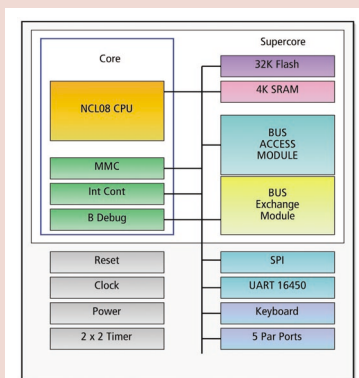 Core
Supercore
NCL08 CPU
MMC
Int Cont
B Debug
32K Flash
4K SRAM
BUS
ACCESS
MODULE
BUS
Exchange
Module
Reset
Clock
Power
2 x 2 Timer
SPI
UART 16450
Keyboard
5 Par Ports